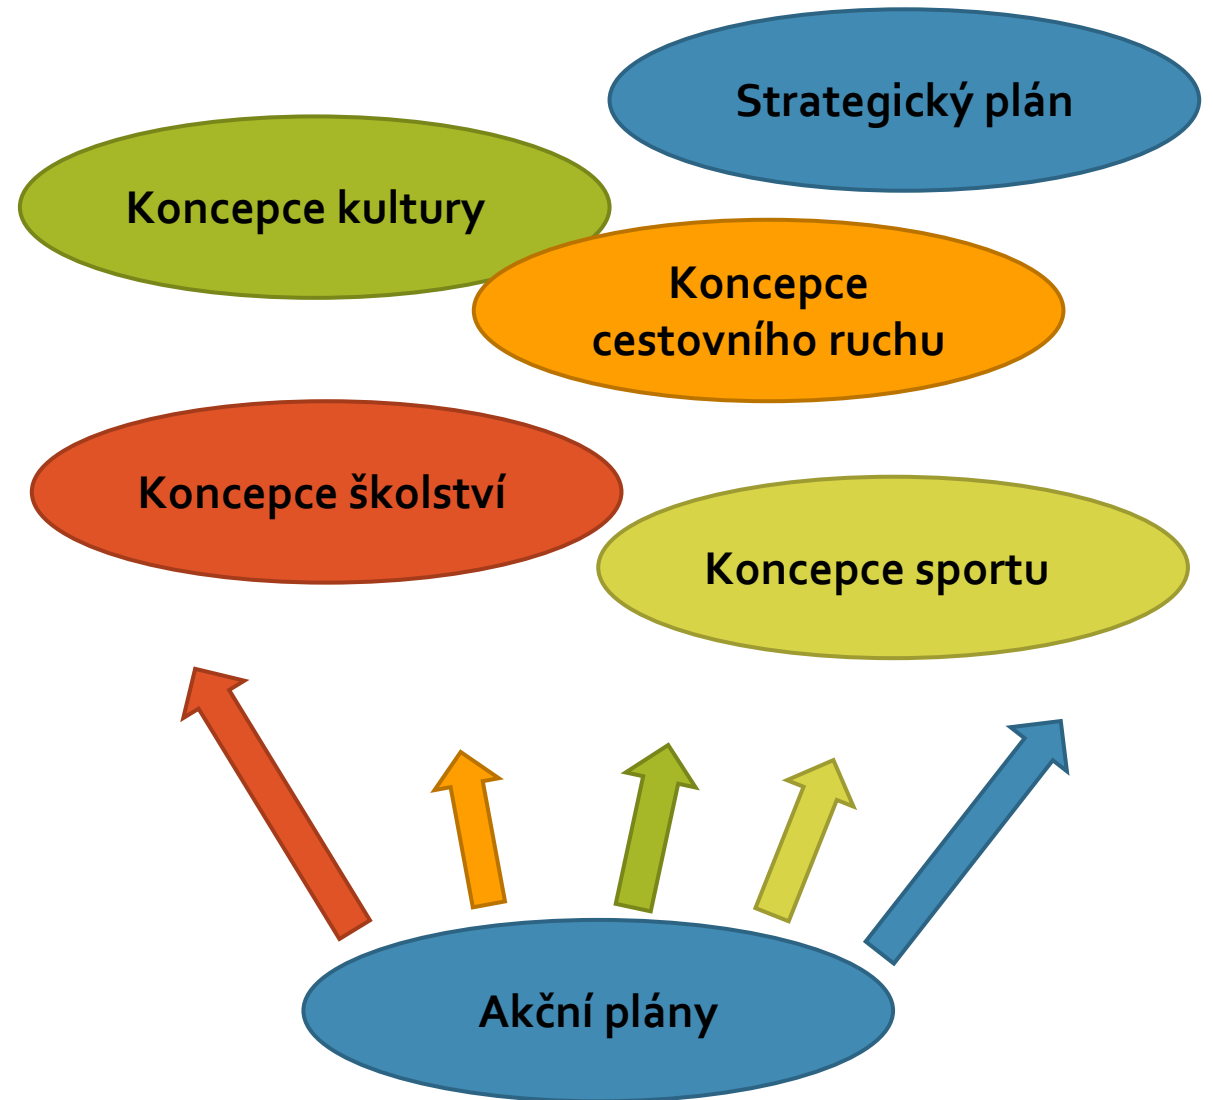 Strategický plán
Koncepce kultury
Koncepce
cestovního ruchu
Koncepce školství
Koncepce sportu
Akční plány